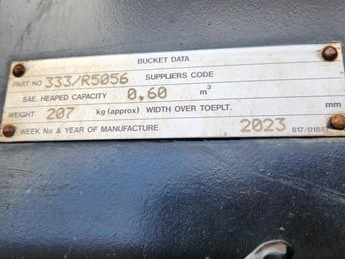 BUCKET DATA
PART NO 333/R5056 SUPPLIERS CODE
SAE. HEAPED CAPACITY 0,60 m³
WEIGHT 207 kg (approx) WIDTH OVER TOEPLT. mm
WEEK No & YEAR OF MANUFACTURE 2023